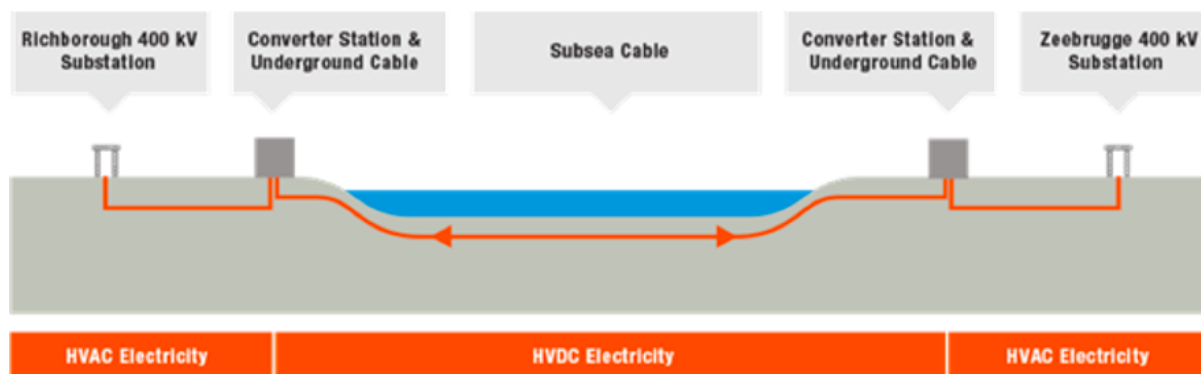 Richborough 400 kV
Substation
Converter Station &
Underground Cable
Subsea Cable
Converter Station &
Underground Cable
Zeebrugge 400 kV
Substation
HVAC Electricity
HVDC Electricity
HVAC Electricity